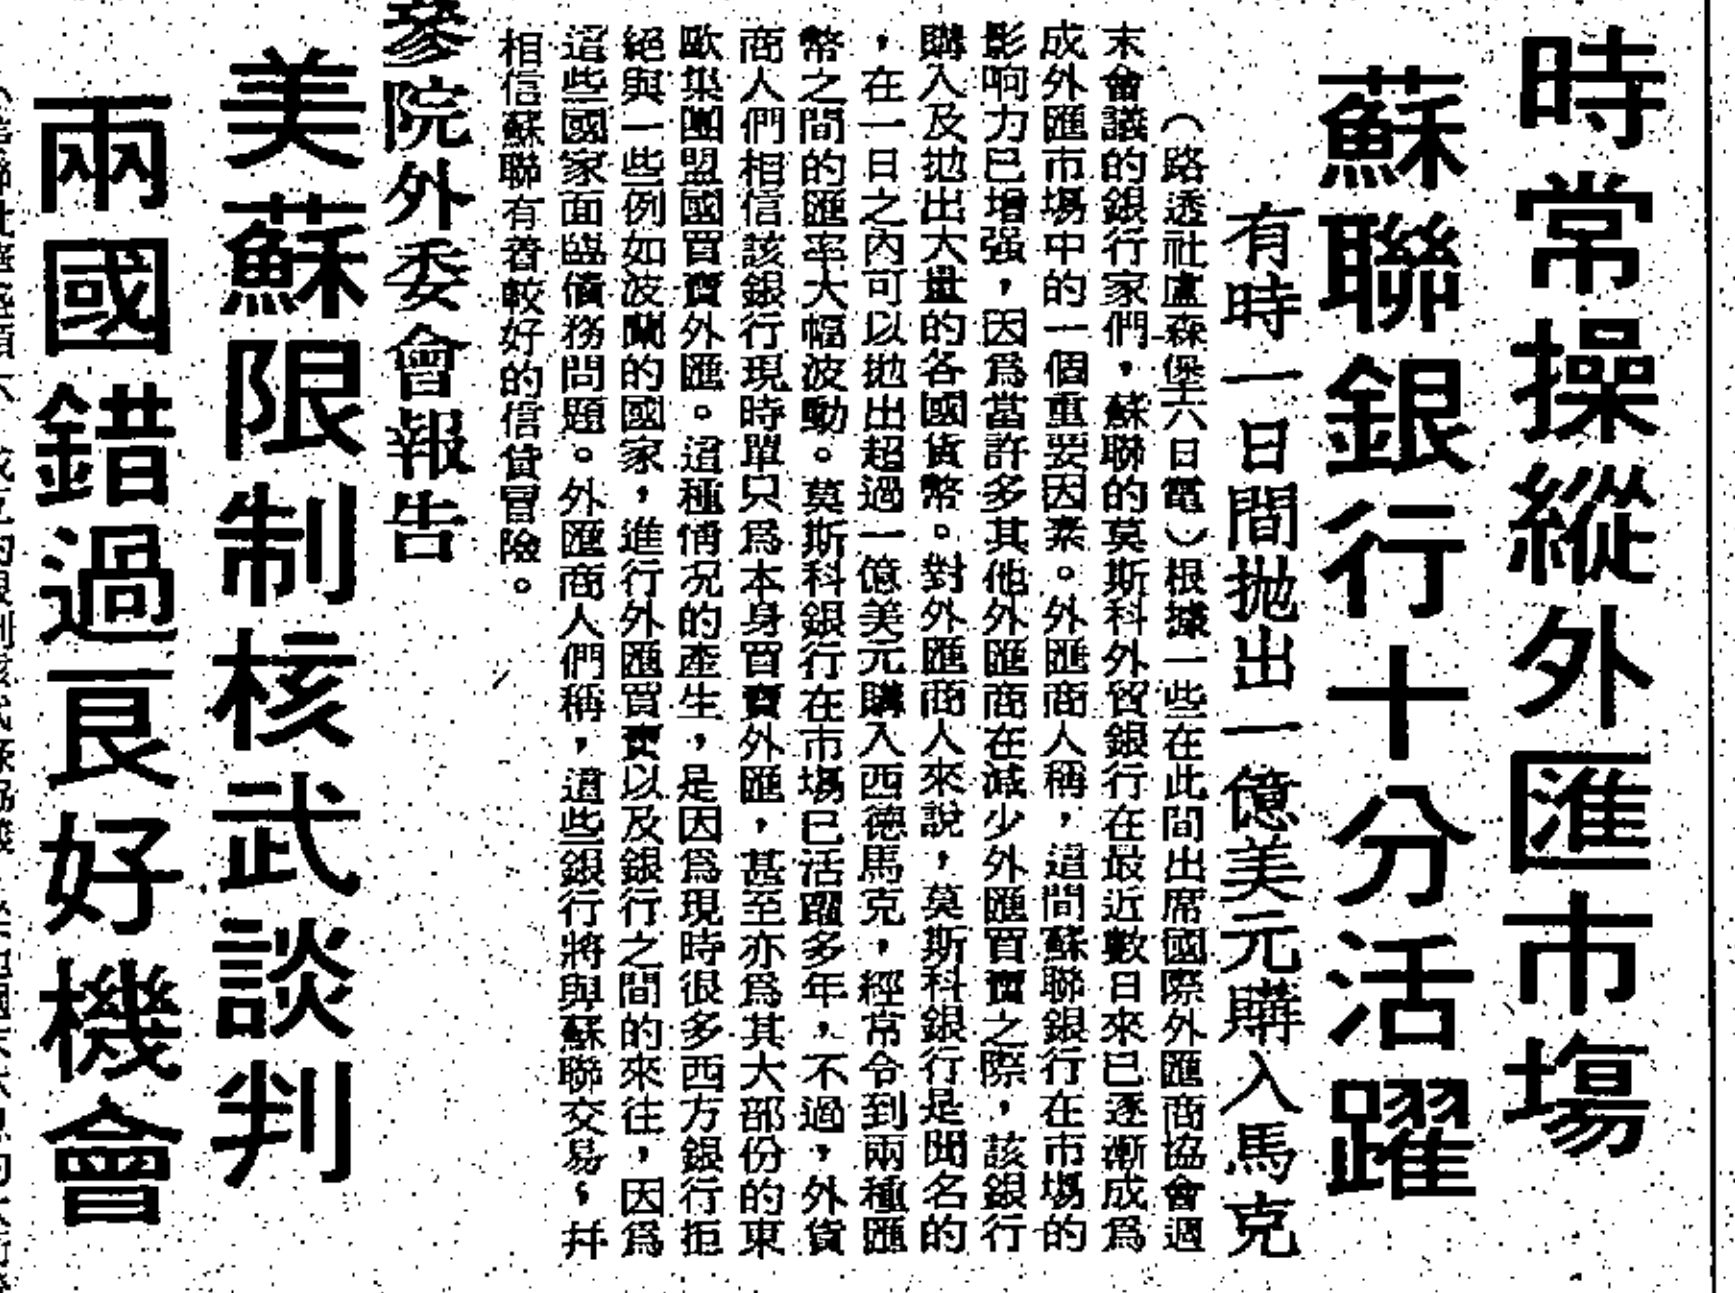 時常操縱外匯市塲
蘇聯銀行十分活躍
有時一日間拋出一億美元購入馬克
（路透社盧森堡六日電）根據一些在此間出席國際外匯商協會週
末會議的銀行家們，蘇聯的莫斯科外貿銀行在最近數日來已逐漸成爲
成外匯市場中的一個重要因素。外匯商人稱，這間蘇聯銀行在市場的
影响力已增强，因爲當許多其他外匯商在減少外匯買賣之際，該銀行
購入及拋出大量的各國貨幣。對外匯商人來說，莫斯科銀行是聞名的
，在一日之內可以拋出超過一億美元購入西德馬克，經常令到兩種匯
幣之間的匯率大幅波動。莫斯科銀行在市場已活躍多年，不過，外貨
商人們相信該銀行現時單只爲本身買賣外匯，甚至亦爲其大部份的東
歐集團盟國買賣外匯。這種情况的產生，是因爲現時很多西方銀行拒
絕與一些例如波蘭的國家，進行外匯買賣以及銀行之間的來往，因爲
這些國家面臨債務問題。外匯商人們稱，這些銀行將與蘇聯交易，幷
相信蘇聯有着較好的信貸冒險。
參院外委會報告
美蘇限制核武談判
兩國錯過良好機會